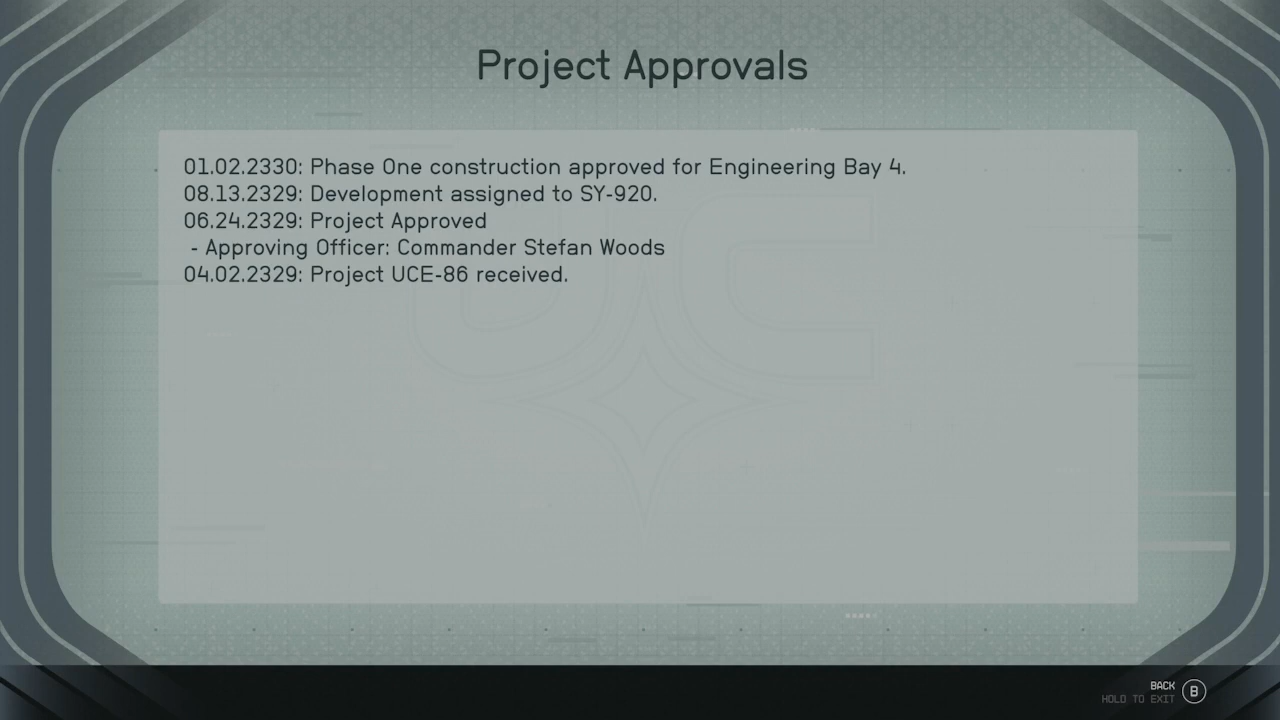 Project Approvals
01.02.2330: Phase One construction approved for Engineering Bay 4.
08.13.2329: Development assigned to SY-920.
06.24.2329: Project Approved
- Approving Officer: Commander Stefan Woods
04.02.2329: Project UCE-86 received.
UC
BACK
HOLD TO EXIT
B